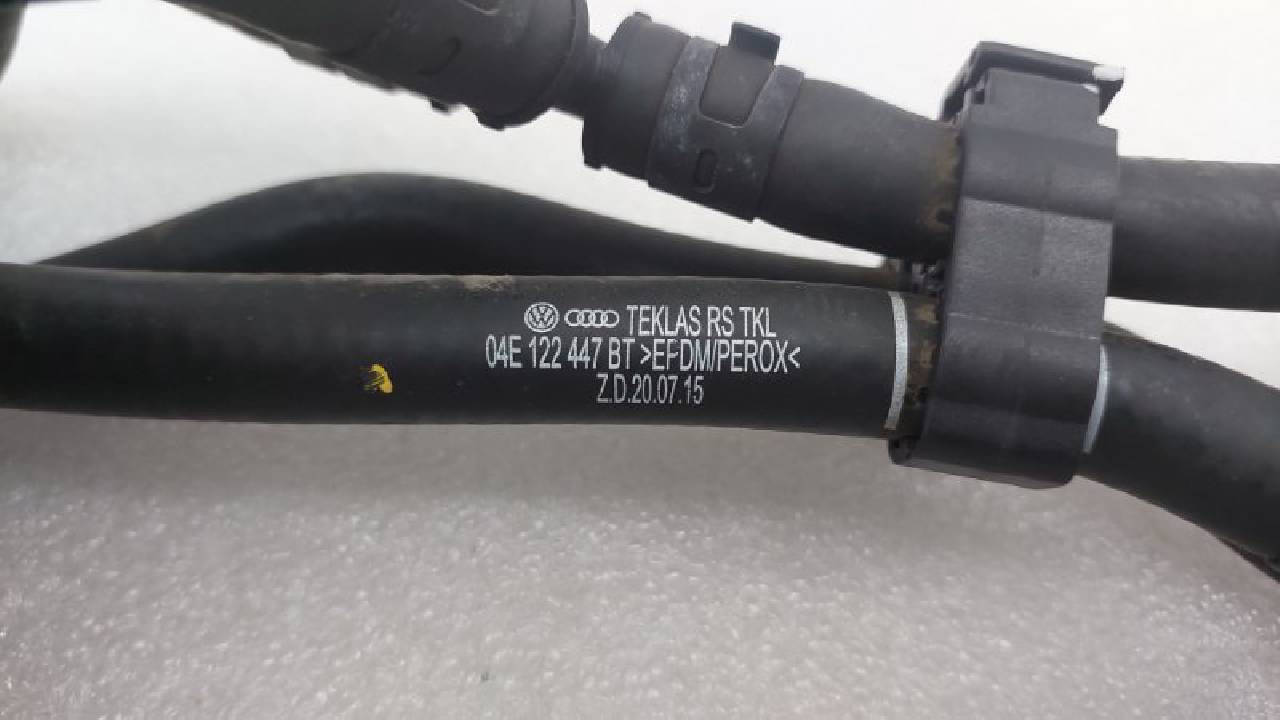 TEKLAS RS TKL
04E 122 447 BT >EPDM/PEROX<
Z.D.20.07.15